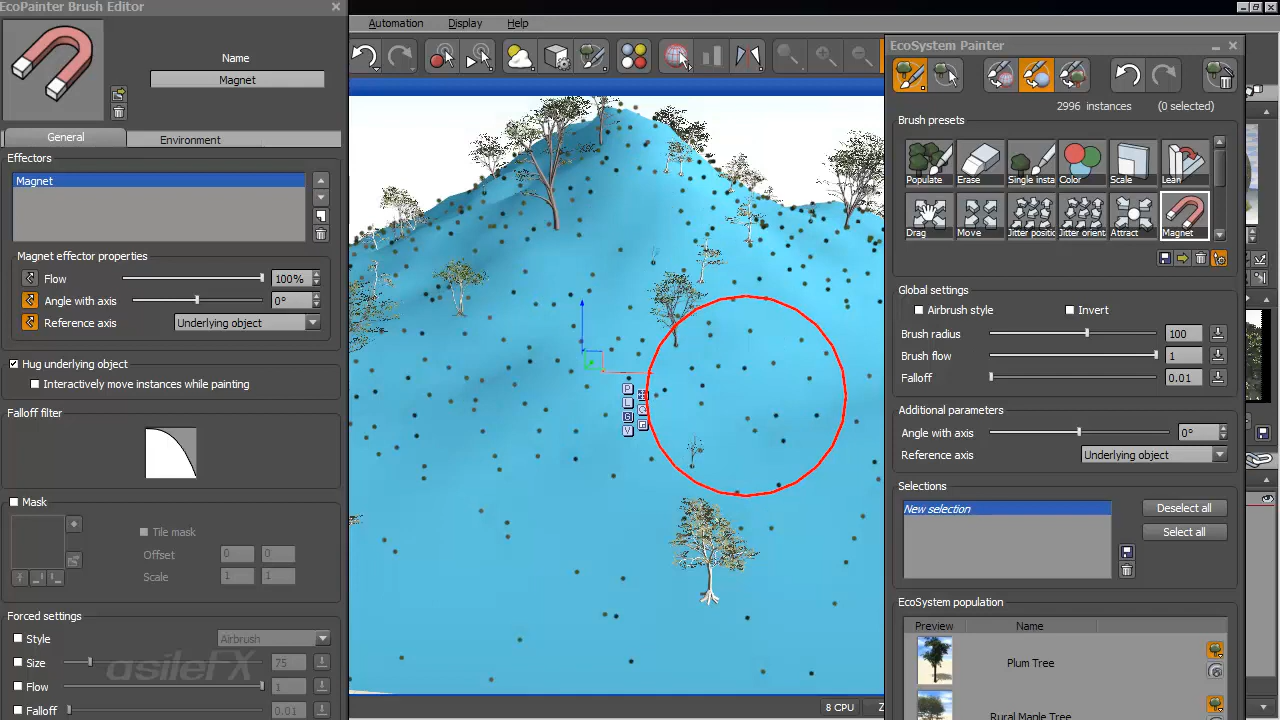 EcoPainter Brush Editor
Name
Magnet
General
Environment
Effectors
Magnet
Magnet effector properties
Flow
100%
Angle with axis
0°
Reference axis
Underlying object
Hug underlying object
Interactively move instances while painting
Falloff filter
Mask
Tile mask
Offset
0
0
Scale
1
1
Forced settings
Style
Airbrush
Size
75
Flow
1
Falloff
0.01
asileFX
Automation
Display
Help
P
L
G
V
8 CPU
Z
EcoSystem Painter
2996 instances
(0 selected)
Brush presets
Populate
Erase
Single insta
Color
Scale
Lean
Drag
Move
Jitter positio
Jitter orient
Attract
Magnet
Global settings
Airbrush style
Invert
Brush radius
100
Brush flow
1
Falloff
0.01
Additional parameters
Angle with axis
0°
Reference axis
Underlying object
Selections
New selection
Deselect all
Select all
EcoSystem population
Preview
Name
Plum Tree
Rural Maple Tree